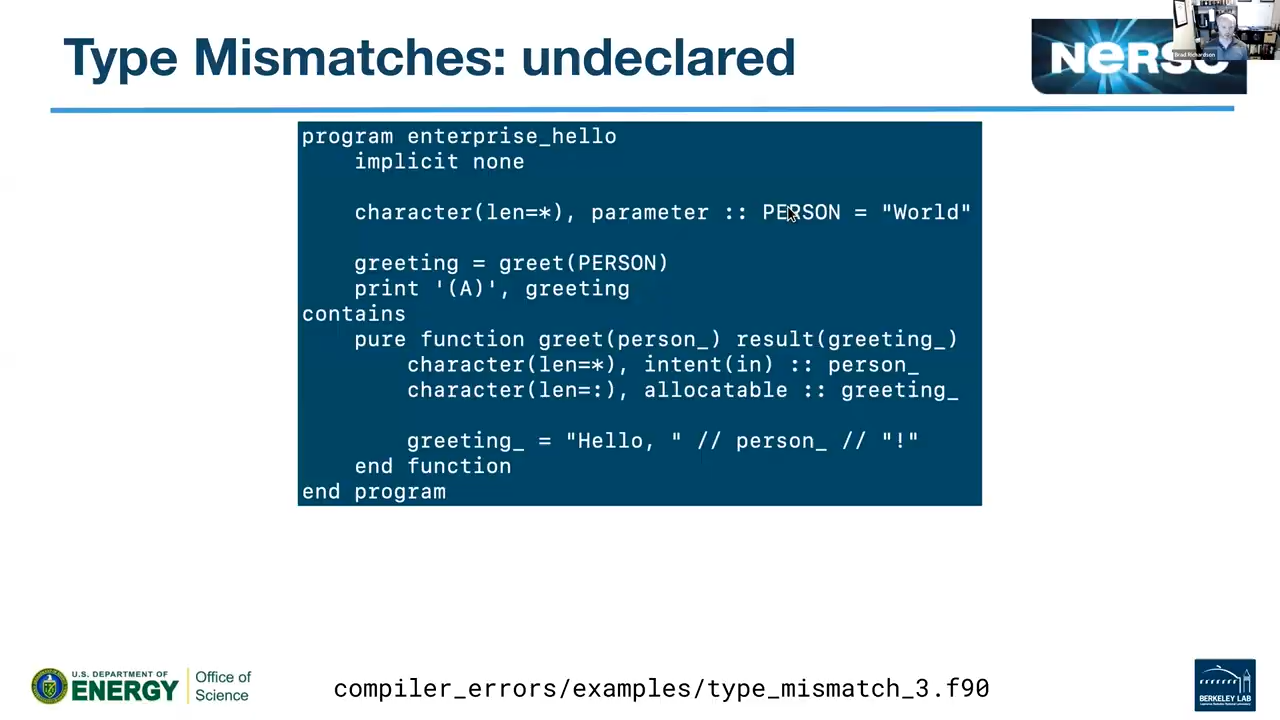 Type Mismatches: undeclared
Brad Richardson
program enterprise_hello
    implicit none
    character(len=*), parameter :: PERSON = "World"
    greeting = greet(PERSON)
    print '(A)', greeting
contains
    pure function greet(person_) result(greeting_)
        character(len=*), intent(in) :: person_
        character(len=:), allocatable :: greeting_
        greeting_ = "Hello, " // person_ // "!"
    end function
end program
U.S. DEPARTMENT OF
ENERGY
Office of
Science
compiler_errors/examples/type_mismatch_3.f90
BERKELEY LAB